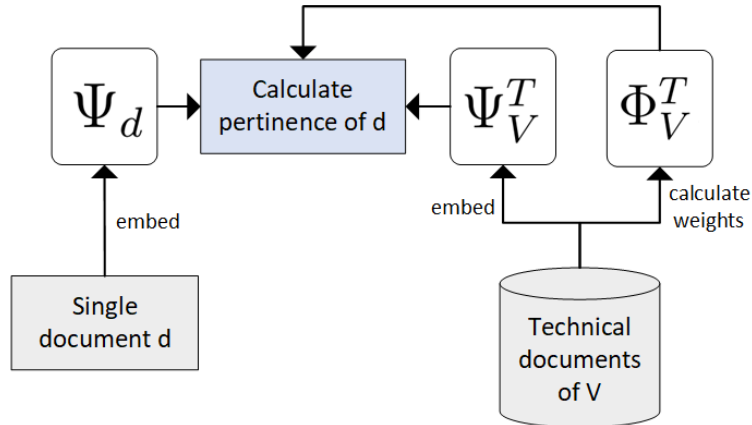 Ψ_d
Calculate
pertinence of d
Ψ_V^T
Φ_V^T
embed
embed
calculate
weights
Single
document d
Technical
documents
of V